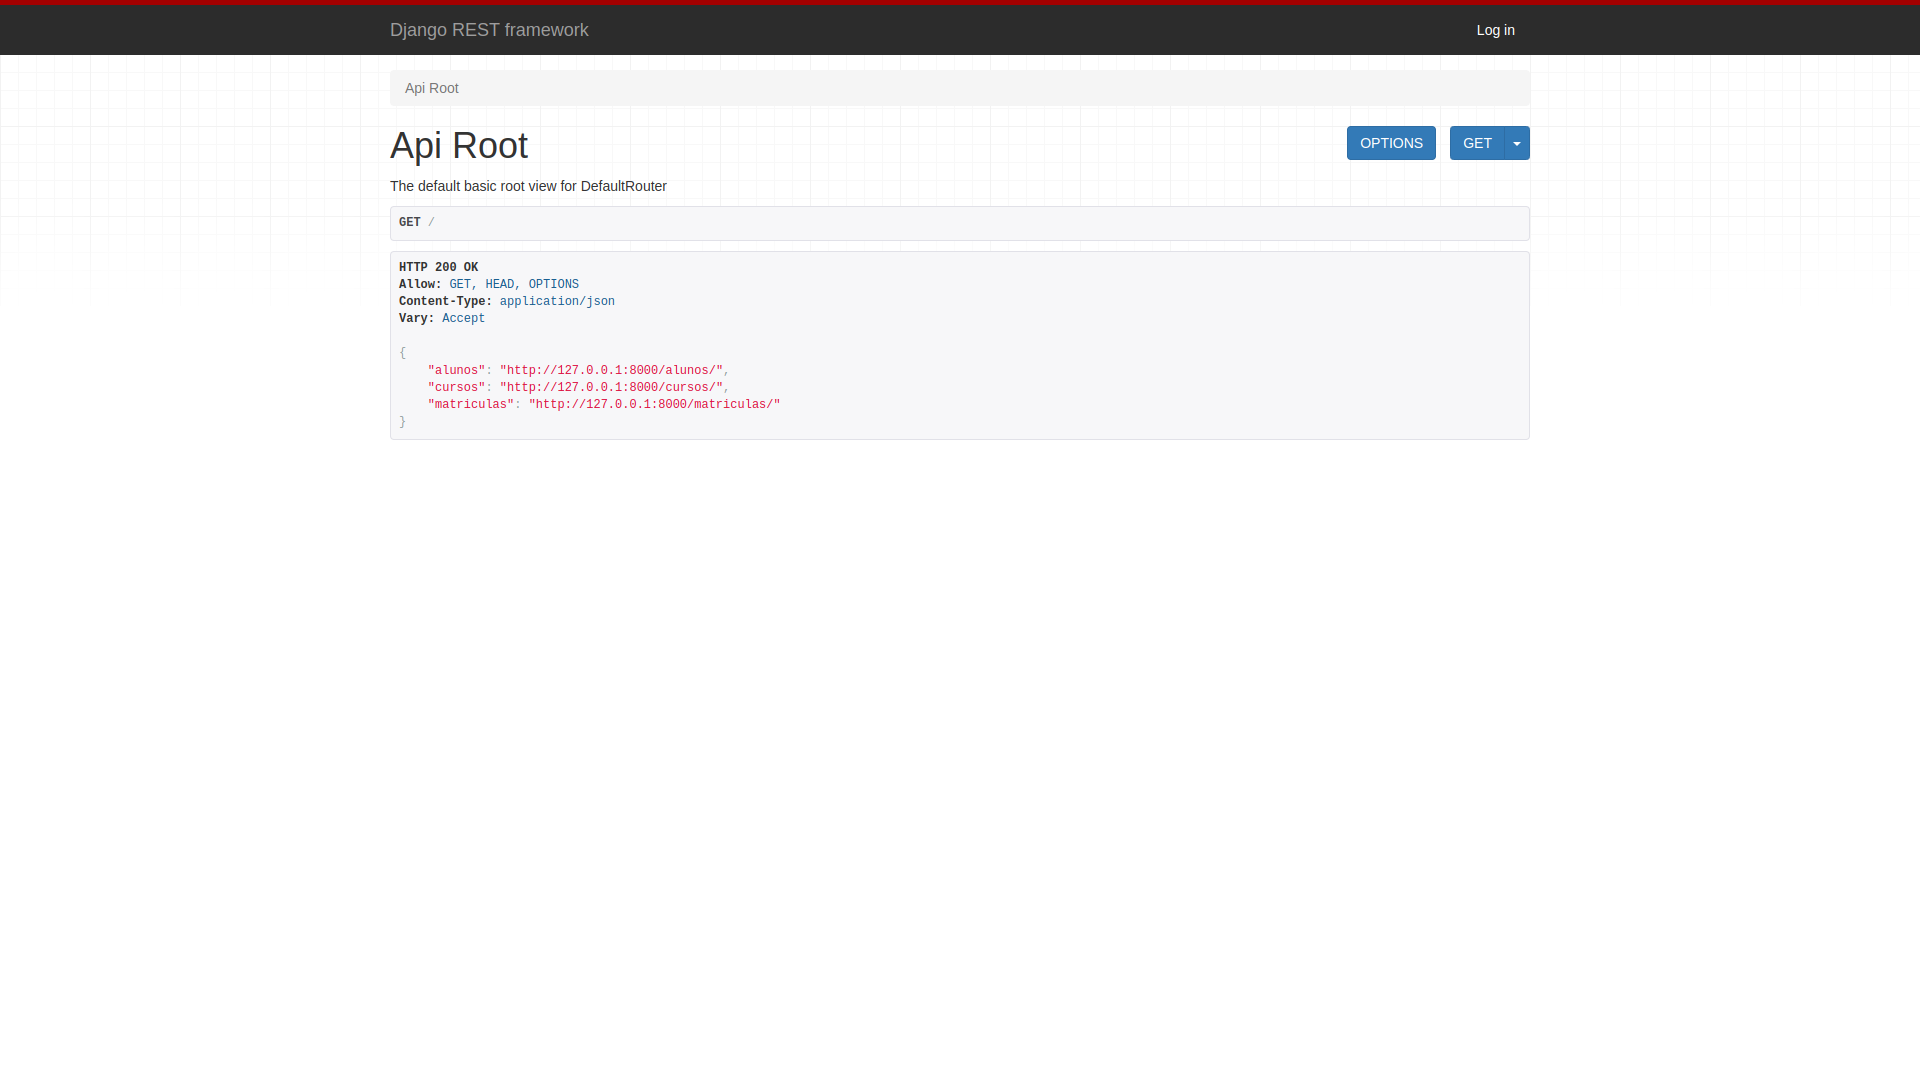 Django REST framework
Log in
Api Root
Api Root
OPTIONS
GET
The default basic root view for DefaultRouter
GET /
HTTP 200 OK
Allow: GET, HEAD, OPTIONS
Content-Type: application/json
Vary: Accept
{
    "alunos": "http://127.0.0.1:8000/alunos/",
    "cursos": "http://127.0.0.1:8000/cursos/",
    "matriculas": "http://127.0.0.1:8000/matriculas/"
}